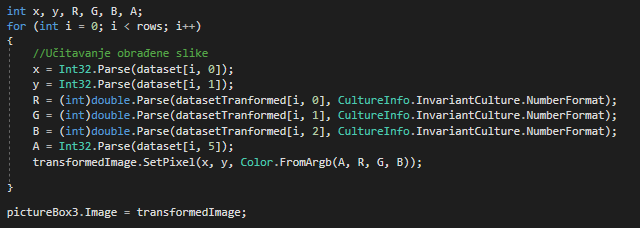 int x, y, R, G, B, A;
for (int i = 0; i < rows; i++)
{
    //Učitavanje obrađene slike
    x = Int32.Parse(dataset[i, 0]);
    y = Int32.Parse(dataset[i, 1]);
    R = (int)double.Parse(datasetTranformed[i, 0], CultureInfo.InvariantCulture.NumberFormat);
    G = (int)double.Parse(datasetTranformed[i, 1], CultureInfo.InvariantCulture.NumberFormat);
    B = (int)double.Parse(datasetTranformed[i, 2], CultureInfo.InvariantCulture.NumberFormat);
    A = Int32.Parse(dataset[i, 5]);
    transformedImage.SetPixel(x, y, Color.FromArgb(A, R, G, B));
}
pictureBox3.Image = transformedImage;